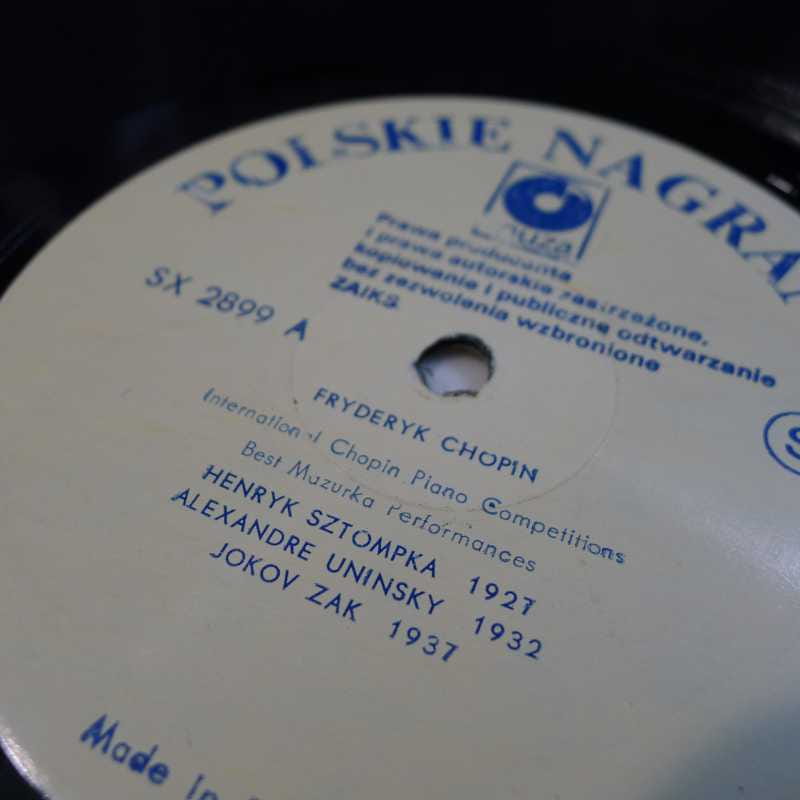 POLSKIE NAGRA
muza
Prawa producenta
i prawa autorskie zastrzeżone,
kopiowanie i publiczne odtwarzanie
bez zezwolenia wzbronione
ZAIKS
SX 2899 A
FRYDERYK CHOPIN
International Chopin Piano Competitions
Best Muzurka Performances
HENRYK SZTOMPKA 1927
ALEXANDRE UNINSKY 1932
JOKOV ZAK 1937
Made in